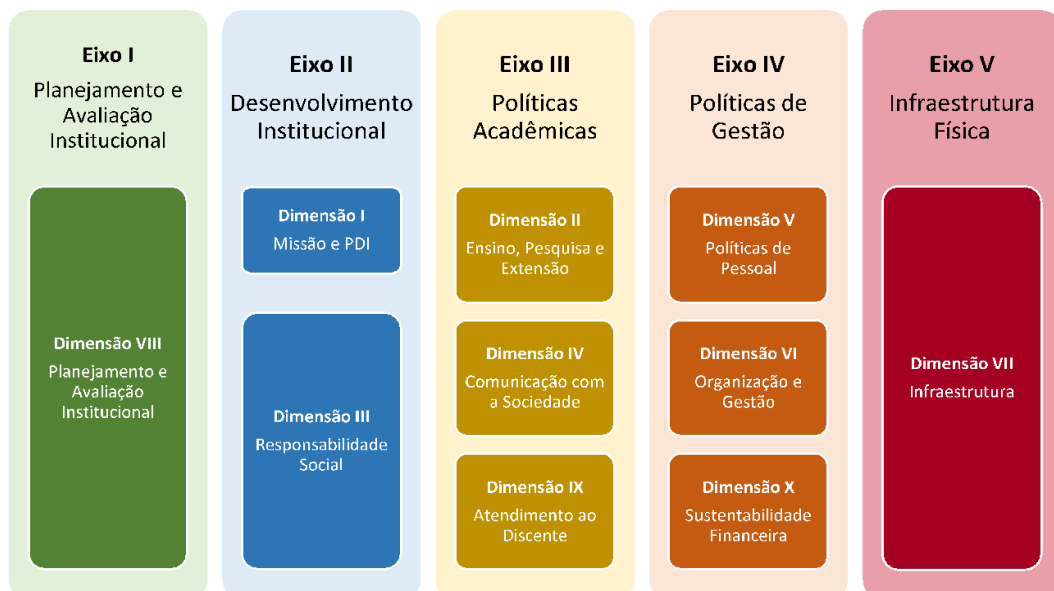 Eixo I
Planejamento e
Avaliação
Institucional
Dimensão VIII
Planejamento e
Avaliação
Institucional
Eixo II
Desenvolvimento
Institucional
Dimensão I
Missão e PDI
Dimensão III
Responsabilidade
Social
Eixo III
Políticas
Acadêmicas
Dimensão II
Ensino, Pesquisa e
Extensão
Dimensão IV
Comunicação com
a Sociedade
Dimensão IX
Atendimento ao
Discente
Eixo IV
Políticas de
Gestão
Dimensão V
Políticas de
Pessoal
Dimensão VI
Organização e
Gestão
Dimensão X
Sustentabilidade
Financeira
Eixo V
Infraestrutura
Física
Dimensão VII
Infraestrutura